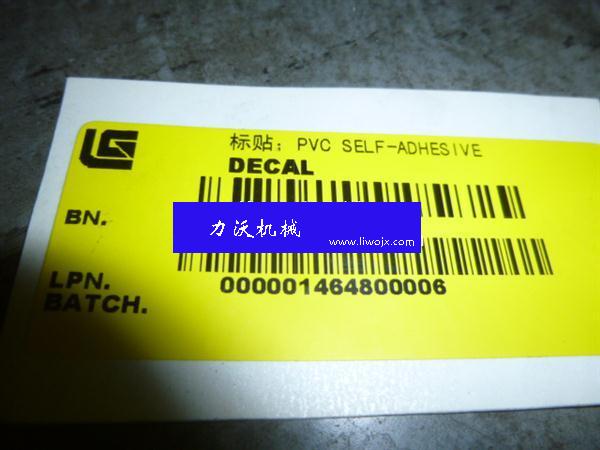 标贴; PVC SELF-ADHESIVE
DECAL
BN.
力沃机械
www.liwojx.com
LPN.
000001464800006
BATCH.